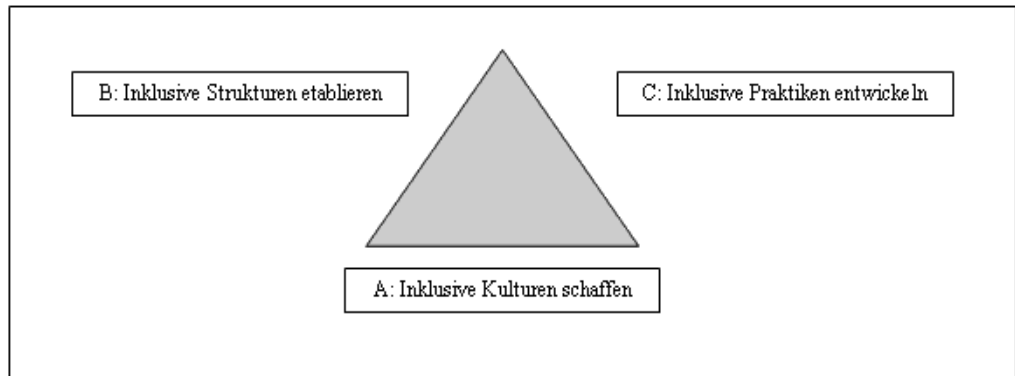 B: Inklusive Strukturen etablieren
C: Inklusive Praktiken entwickeln
A: Inklusive Kulturen schaffen